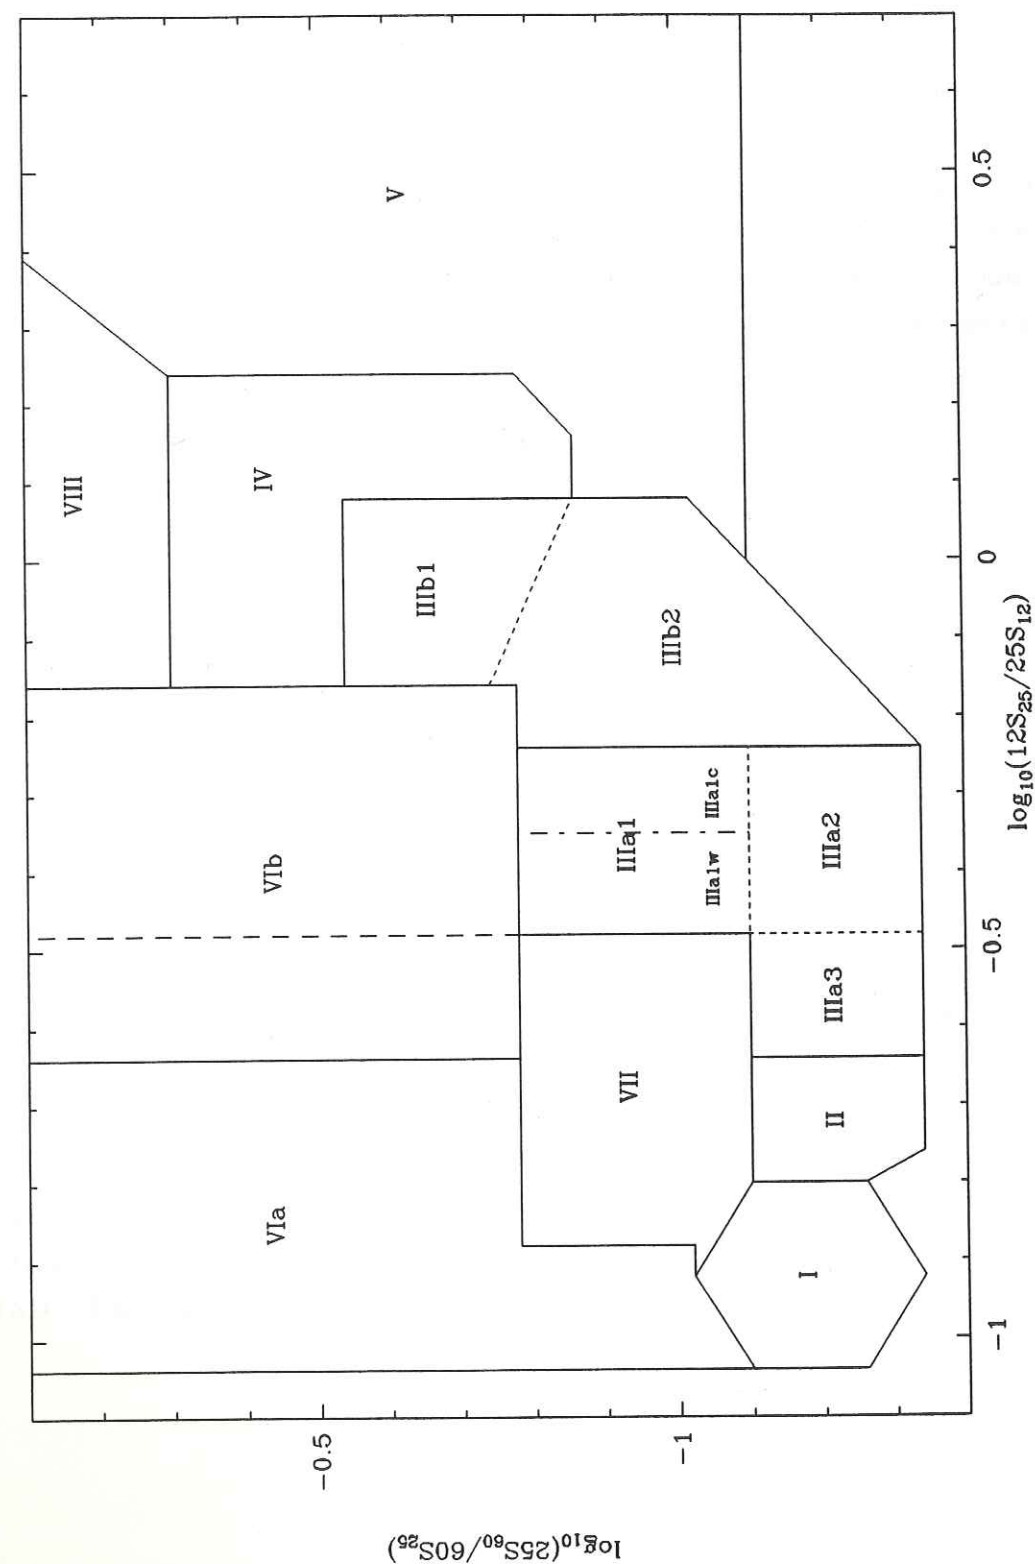 VIII
V
IV
IIIb1
IIIb2
VIb
IIIa1
IIIa1c
IIIa1w
IIIa2
IIIa3
VII
II
VIa
I
0.5
0
-0.5
-1
log10(12S25/25S12)
-0.5
-1
log10(25S60/60S25)